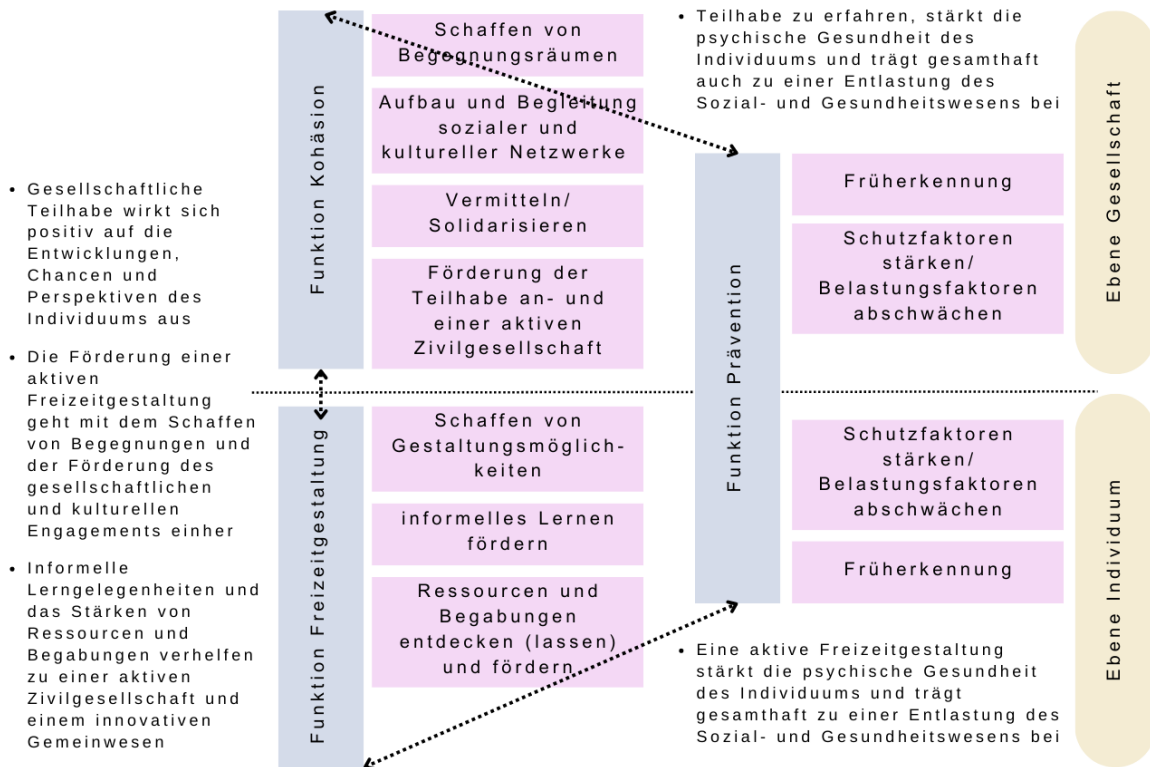 Gesellschaftliche
Teilhabe wirkt sich
positiv auf die
Entwicklungen,
Chancen und
Perspektiven des
Individuums aus
Die Förderung einer
aktiven
Freizeitgestaltung
geht mit dem Schaffen
von Begegnungen und
der Förderung des
gesellschaftlichen
und kulturellen
Engagements einher
Informelle
Lerngelegenheiten und
das Stärken von
Ressourcen und
Begabungen verhelfen
zu einer aktiven
Zivilgesellschaft und
einem innovativen
Gemeinwesen
Funktion Kohäsion
Schaffen von
Begegnungsräumen
Aufbau und Begleitung
sozialer und
kultureller Netzwerke
Vermitteln/
Solidarisieren
Förderung der
Teilhabe an- und
einer aktiven
Zivilgesellschaft
Funktion Freizeitgestaltung
Schaffen von
Gestaltungsmöglich-
keiten
informelles Lernen
fördern
Ressourcen und
Begabungen
entdecken (lassen)
und fördern
Teilhabe zu erfahren, stärkt die
psychische Gesundheit des
Individuums und trägt gesamthaft
auch zu einer Entlastung des
Sozial- und Gesundheitswesens bei
Funktion Prävention
Früherkennung
Schutzfaktoren
stärken/
Belastungsfaktoren
abschwächen
Schutzfaktoren
stärken/
Belastungsfaktoren
abschwächen
Früherkennung
Eine aktive Freizeitgestaltung
stärkt die psychische Gesundheit
des Individuums und trägt
gesamthaft zu einer Entlastung des
Sozial- und Gesundheitswesens bei
Ebene Gesellschaft
Ebene Individuum